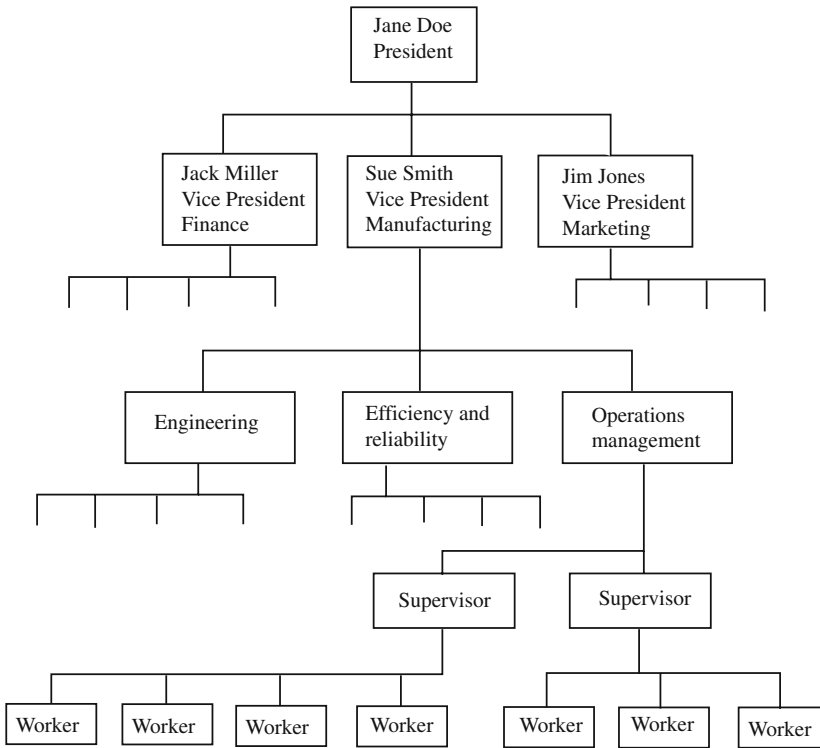 Jane Doe
President
Jack Miller
Vice President
Finance
Sue Smith
Vice President
Manufacturing
Jim Jones
Vice President
Marketing
Engineering
Efficiency and
reliability
Operations
management
Supervisor
Supervisor
Worker
Worker
Worker
Worker
Worker
Worker
Worker